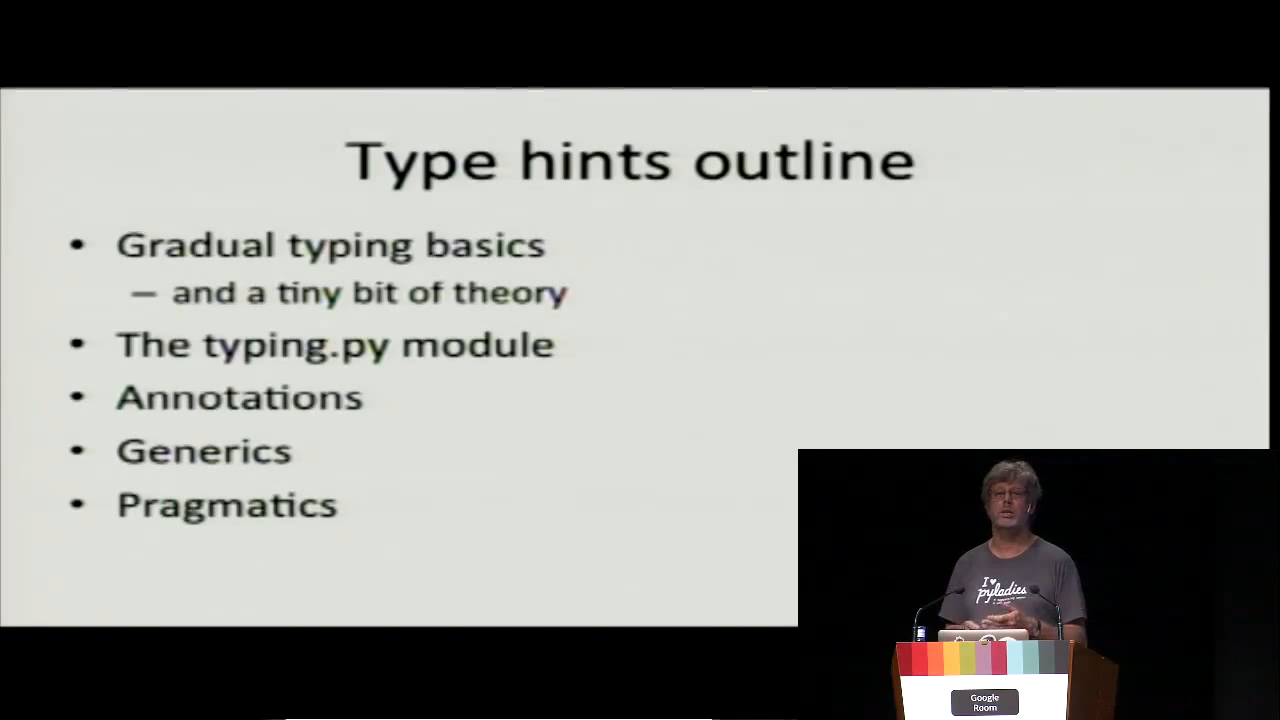 Type hints outline
• Gradual typing basics
– and a tiny bit of theory
• The typing.py module
• Annotations
• Generics
• Pragmatics
I ♥
pyladies
Google
Room